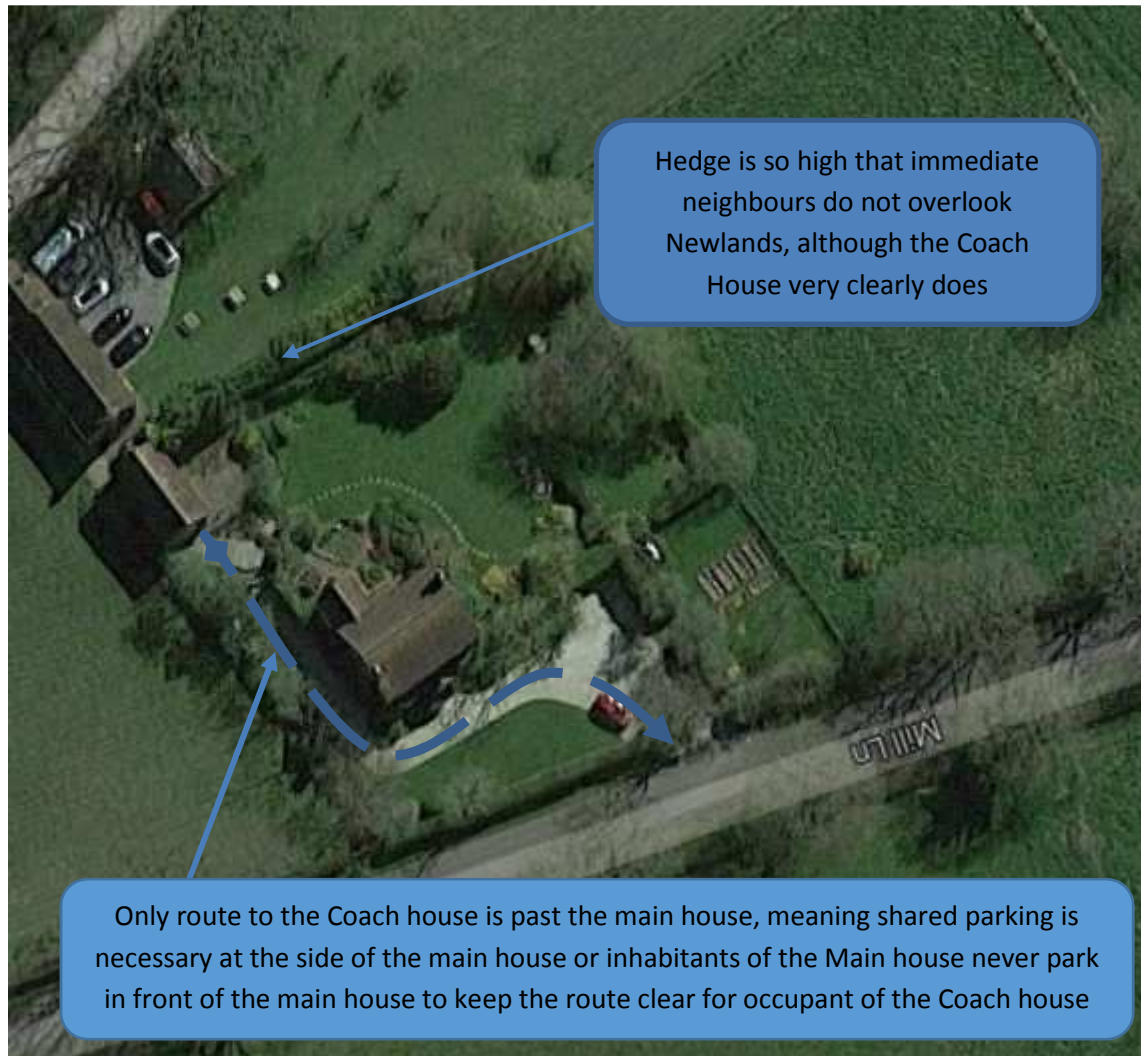 Hedge is so high that immediate
neighbours do not overlook
Newlands, although the Coach
House very clearly does
Mill Ln
Only route to the Coach house is past the main house, meaning shared parking is
necessary at the side of the main house or inhabitants of the Main house never park
in front of the main house to keep the route clear for occupant of the Coach house